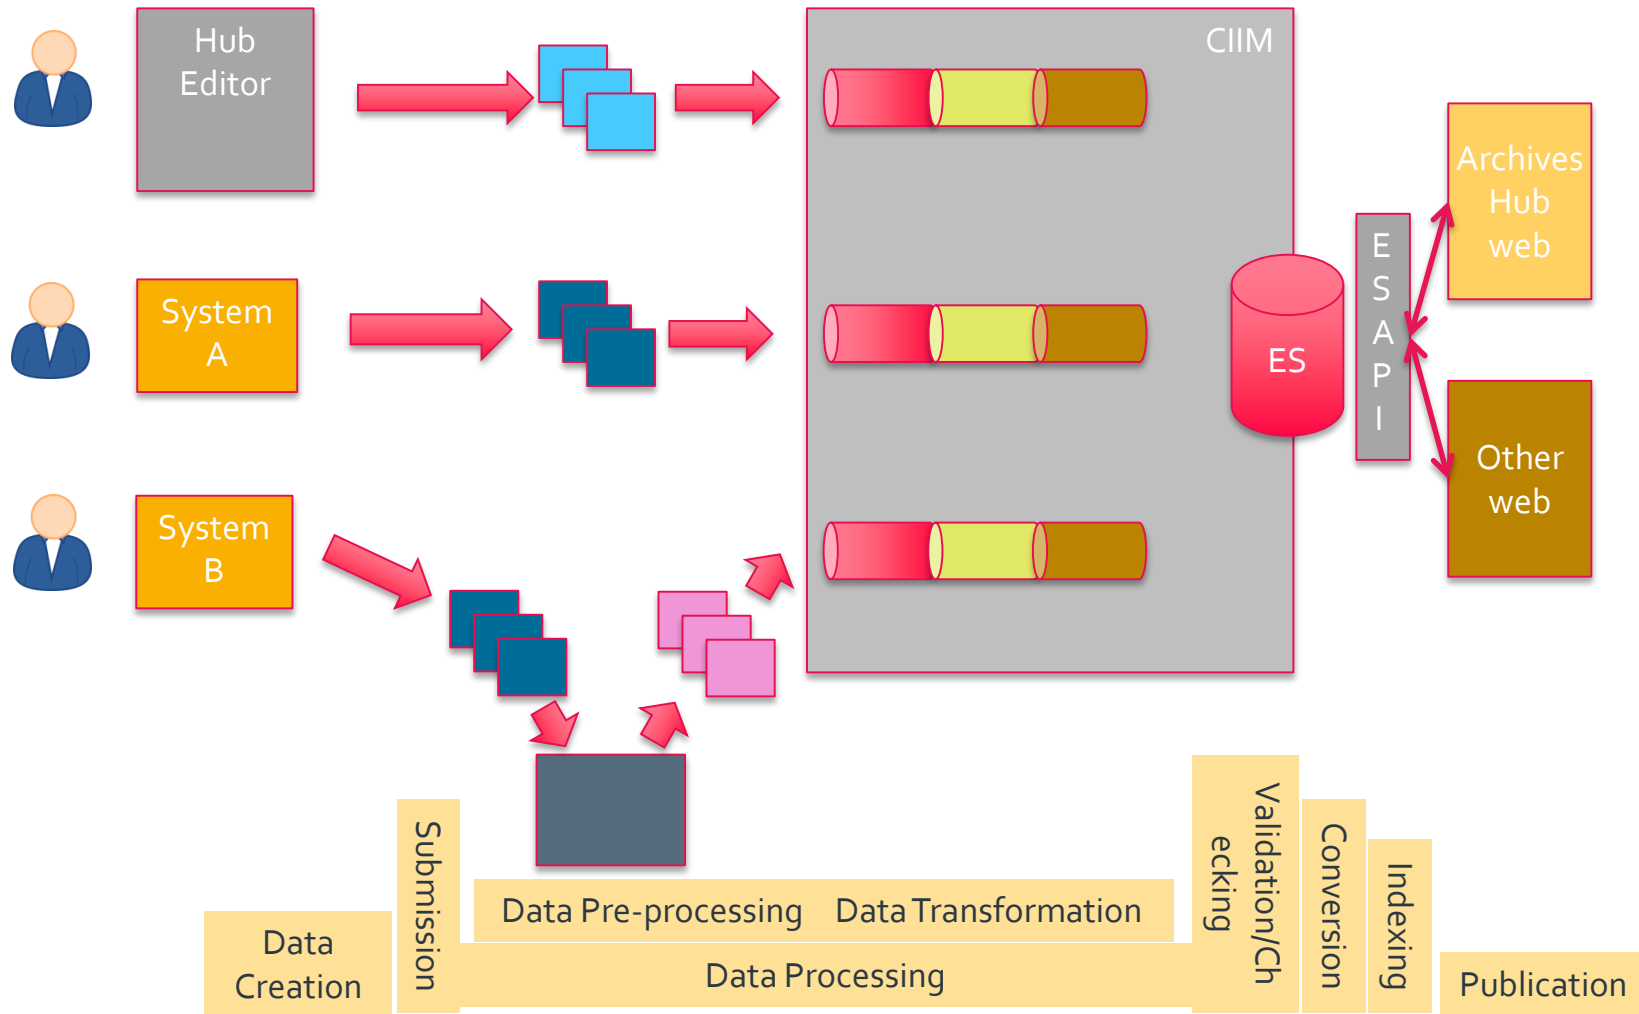 Hub
Editor
CIIM
Archives
Hub
web
System
A
E
S
A
P
I
ES
Other
web
System
B
Submission
Validation/Ch
ecking
Conversion
Indexing
Data Pre-processing    Data Transformation
Data
Creation
Data Processing
Publication